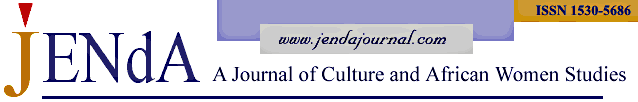 ISSN 1530-5686
www.jendajournal.com
JENdA A Journal of Culture and African Women Studies